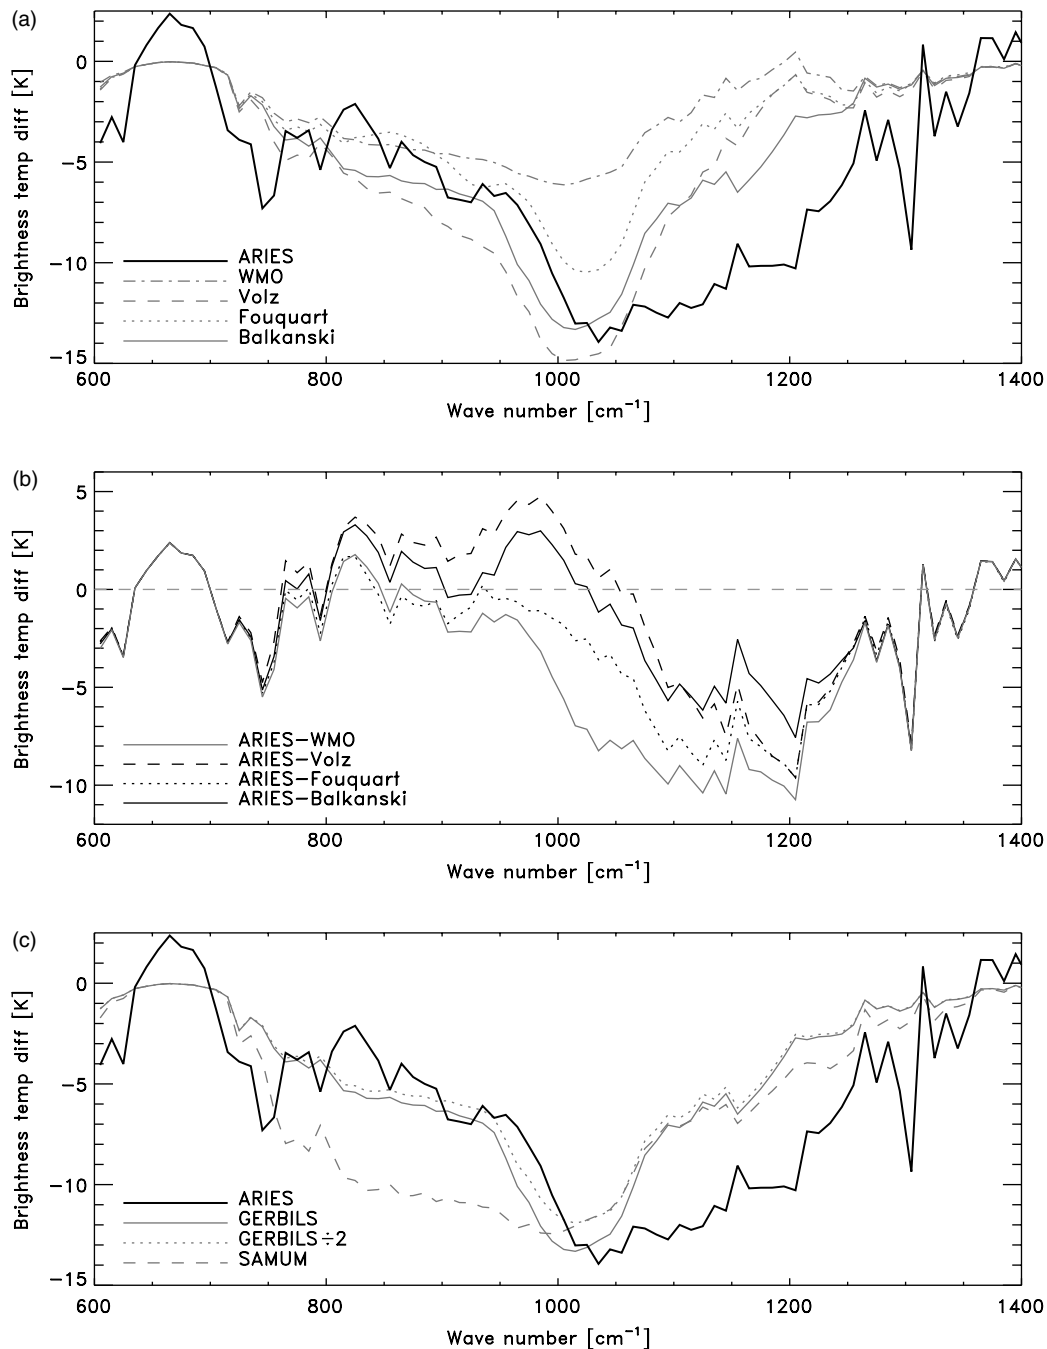 (a)
0
−5
−10
−15
Brightness temp diff [K]
ARIES
WMO
Volz
Fouquart
Balkanski
600
800
1000
1200
1400
Wave number [cm⁻¹]
(b)
5
0
−5
−10
Brightness temp diff [K]
ARIES−WMO
ARIES−Volz
ARIES−Fouquart
ARIES−Balkanski
600
800
1000
1200
1400
Wave number [cm⁻¹]
(c)
0
−5
−10
−15
Brightness temp diff [K]
ARIES
GERBILS
GERBILS÷2
SAMUM
600
800
1000
1200
1400
Wave number [cm⁻¹]